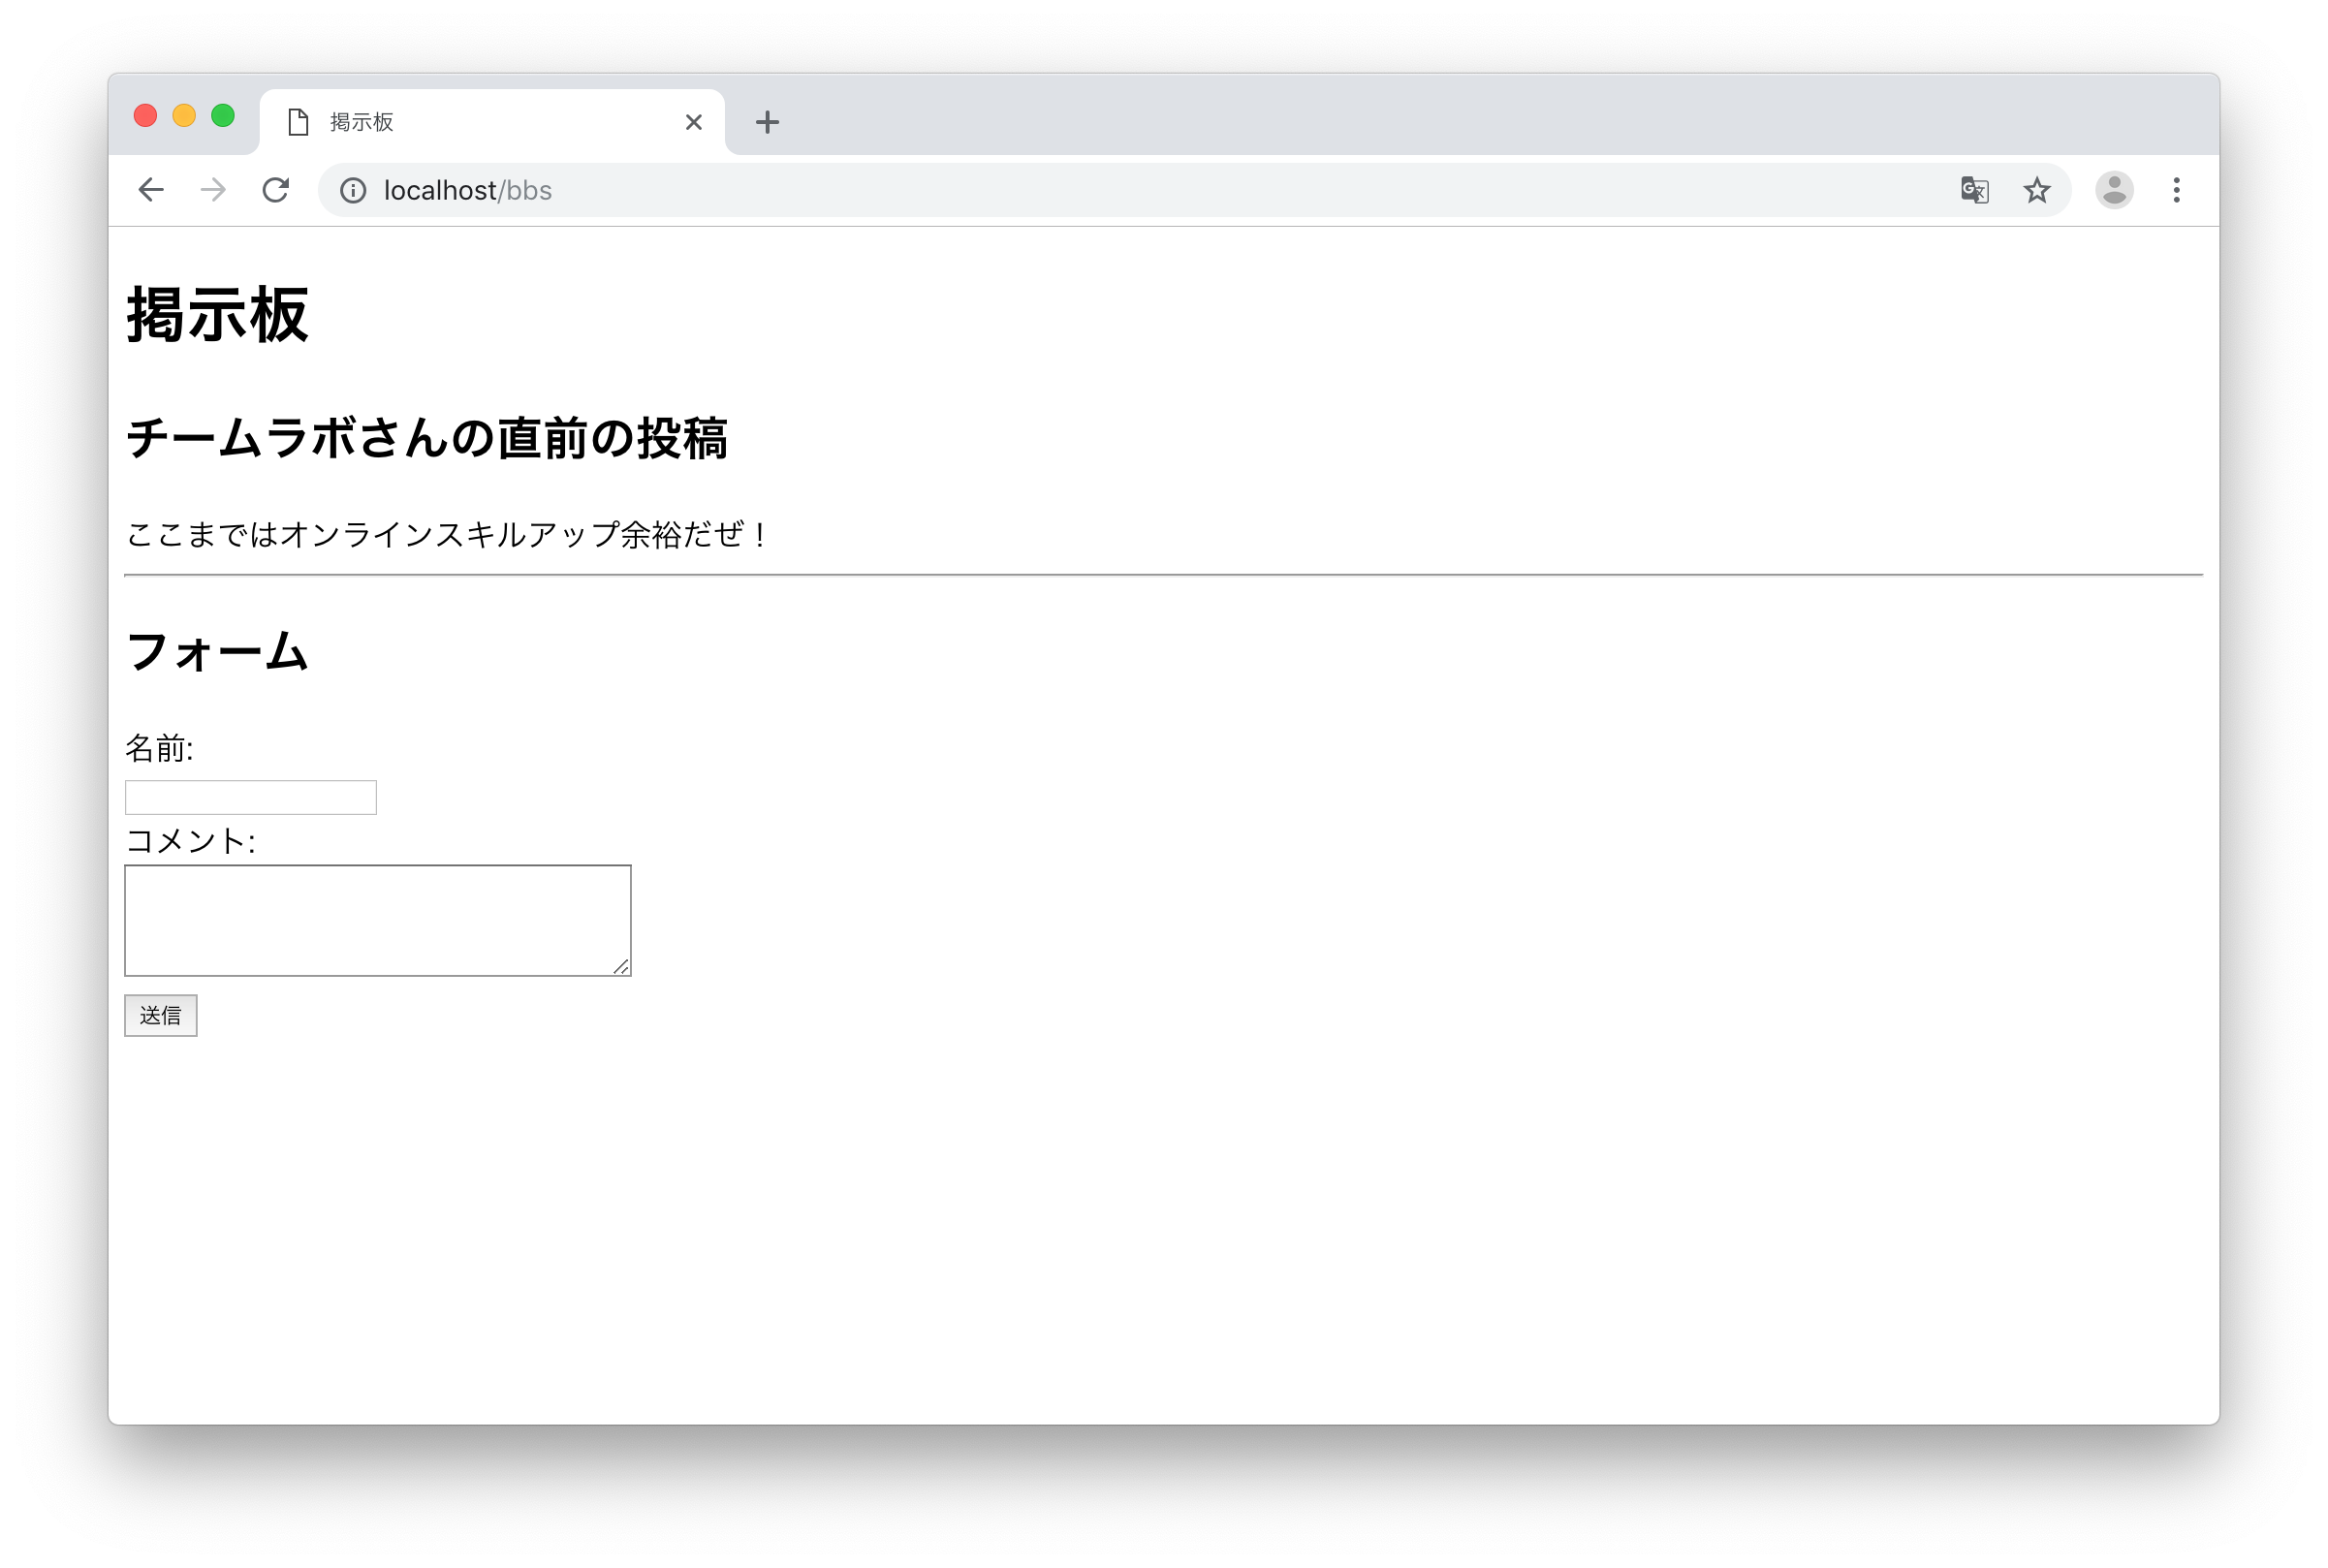 掲示板
localhost/bbs
掲示板
チームラボさんの直前の投稿
ここまではオンラインスキルアップ余裕だぜ！
フォーム
名前:
コメント:
送信